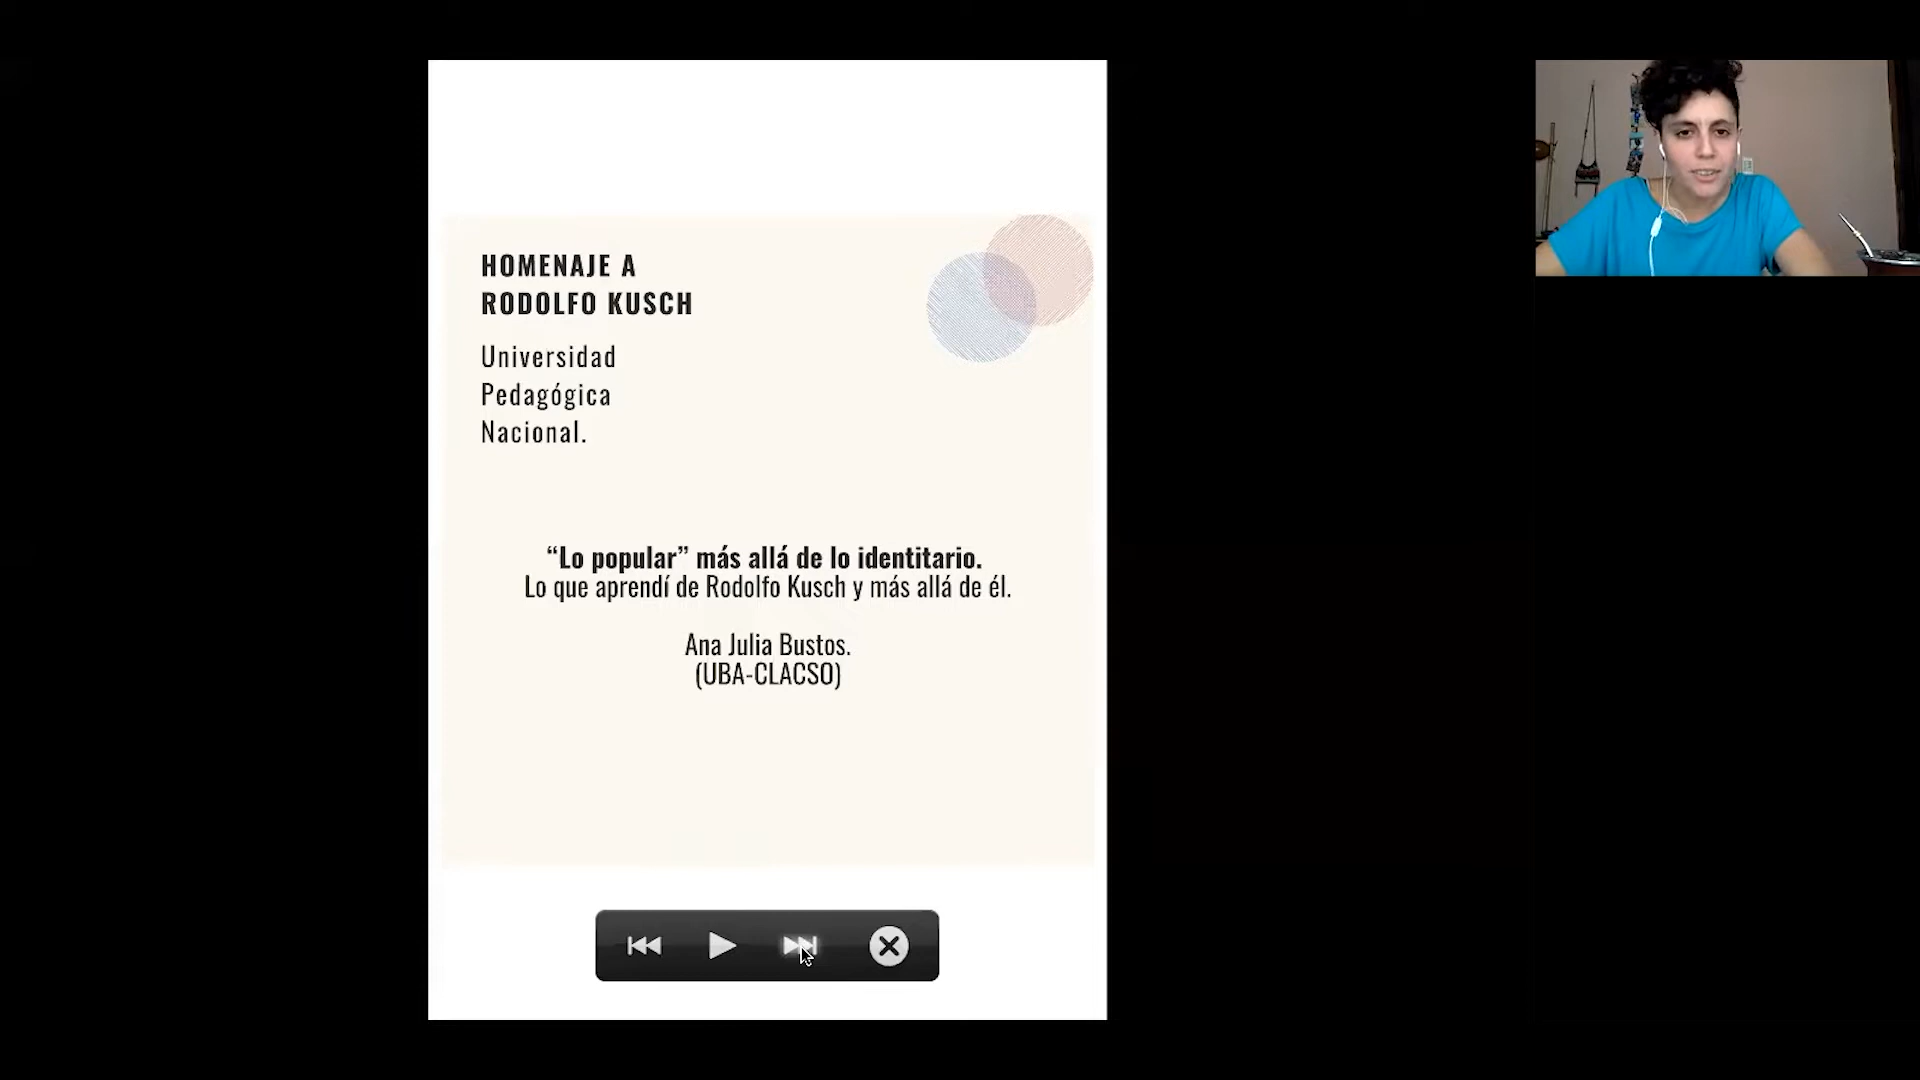 HOMENAJE A
RODOLFO KUSCH
Universidad
Pedagógica
Nacional.
“Lo popular” más allá de lo identitario.
Lo que aprendí de Rodolfo Kusch y más allá de él.
Ana Julia Bustos.
(UBA-CLACSO)